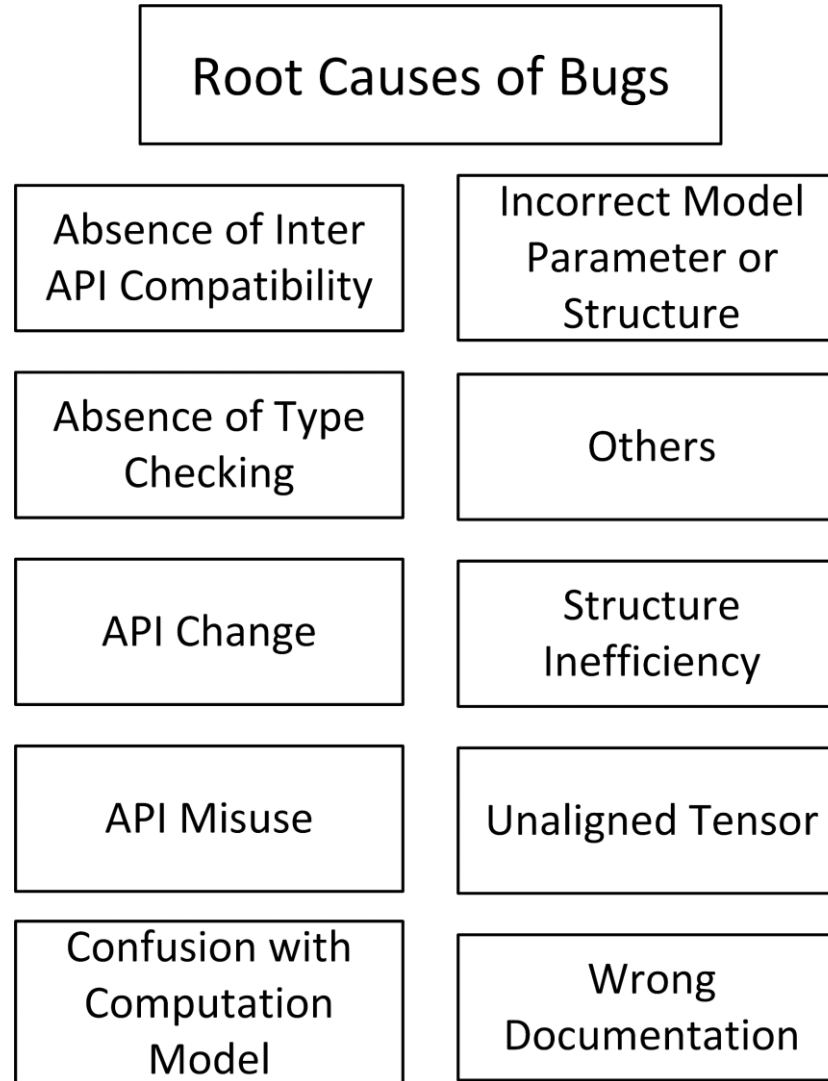 Root Causes of Bugs
Absence of Inter
API Compatibility
Incorrect Model
Parameter or
Structure
Absence of Type
Checking
Others
API Change
Structure
Inefficiency
API Misuse
Unaligned Tensor
Confusion with
Computation
Model
Wrong
Documentation